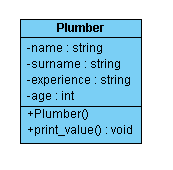 Plumber
-name : string
-surname : string
-experience : string
-age : int
+Plumber()
+print_value() : void